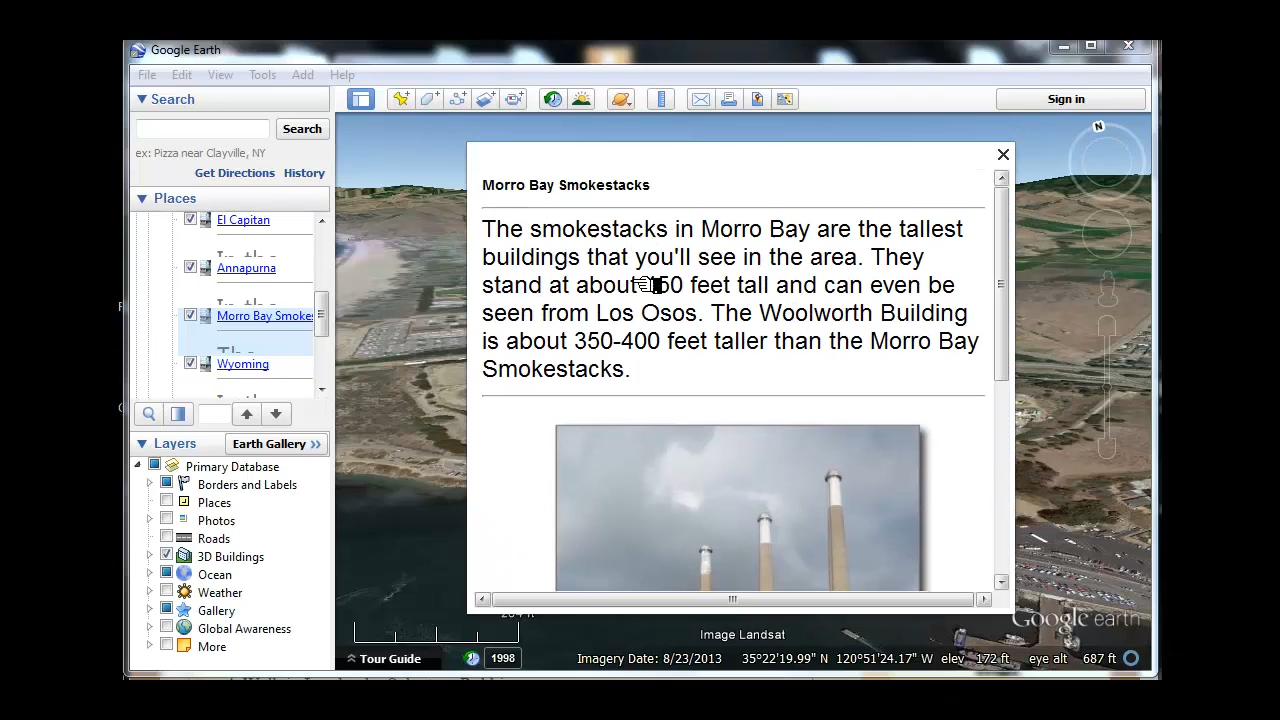 Google Earth
File Edit View Tools Add Help
Search
Search
ex: Pizza near Clayville, NY
Get Directions History
Places
El Capitan
Annapurna
Morro Bay Smokes
Wyoming
Layers
Earth Gallery >>
Primary Database
Borders and Labels
Places
Photos
Roads
3D Buildings
Ocean
Weather
Gallery
Global Awareness
More
Sign in
N
Morro Bay Smokestacks
The smokestacks in Morro Bay are the tallest
buildings that you'll see in the area. They
stand at about feet tall and can even be
seen from Los Osos. The Woolworth Building
is about 350-400 feet taller than the Morro Bay
Smokestacks.
Image Landsat
Google earth
Tour Guide
1998
Imagery Date: 8/23/2013 35°22'19.99" N 120°51'24.17" W elev 172 ft eye alt 687 ft